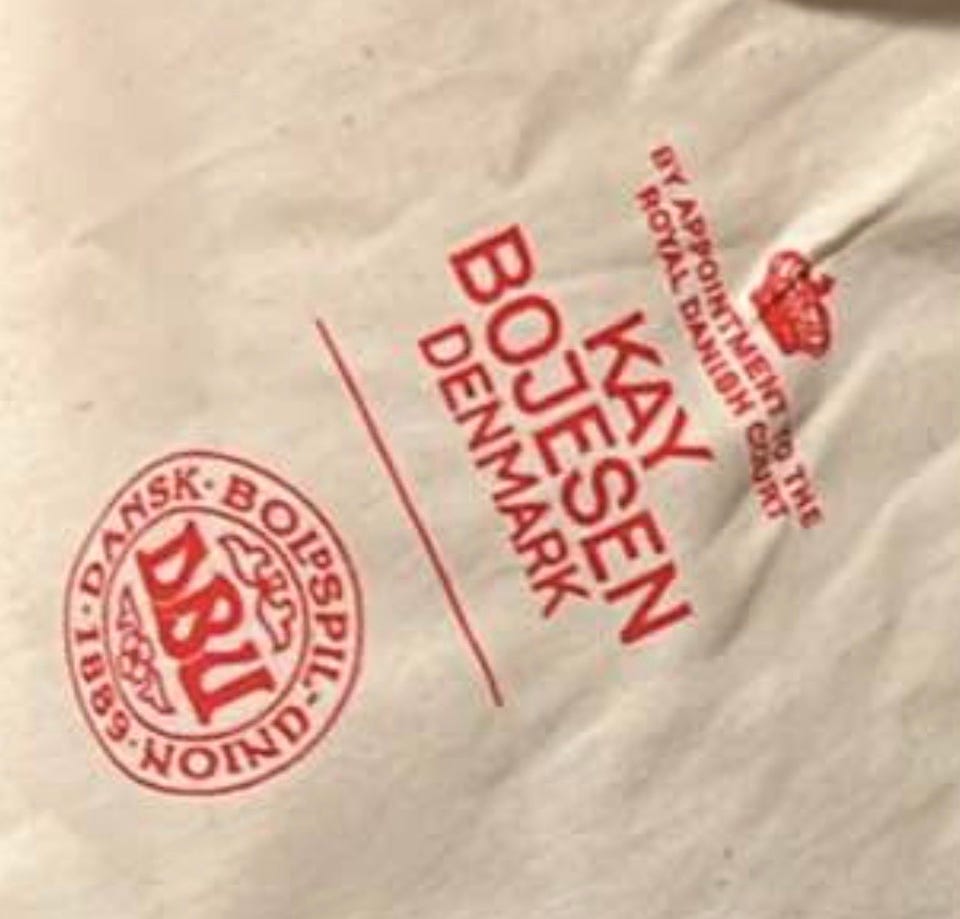 BY APPOINTMENT TO THE
ROYAL DANISH COURT
KAY
BOJESEN
DENMARK
DANSK · BOLDSPIL - UNION · 1889 ·
DBU